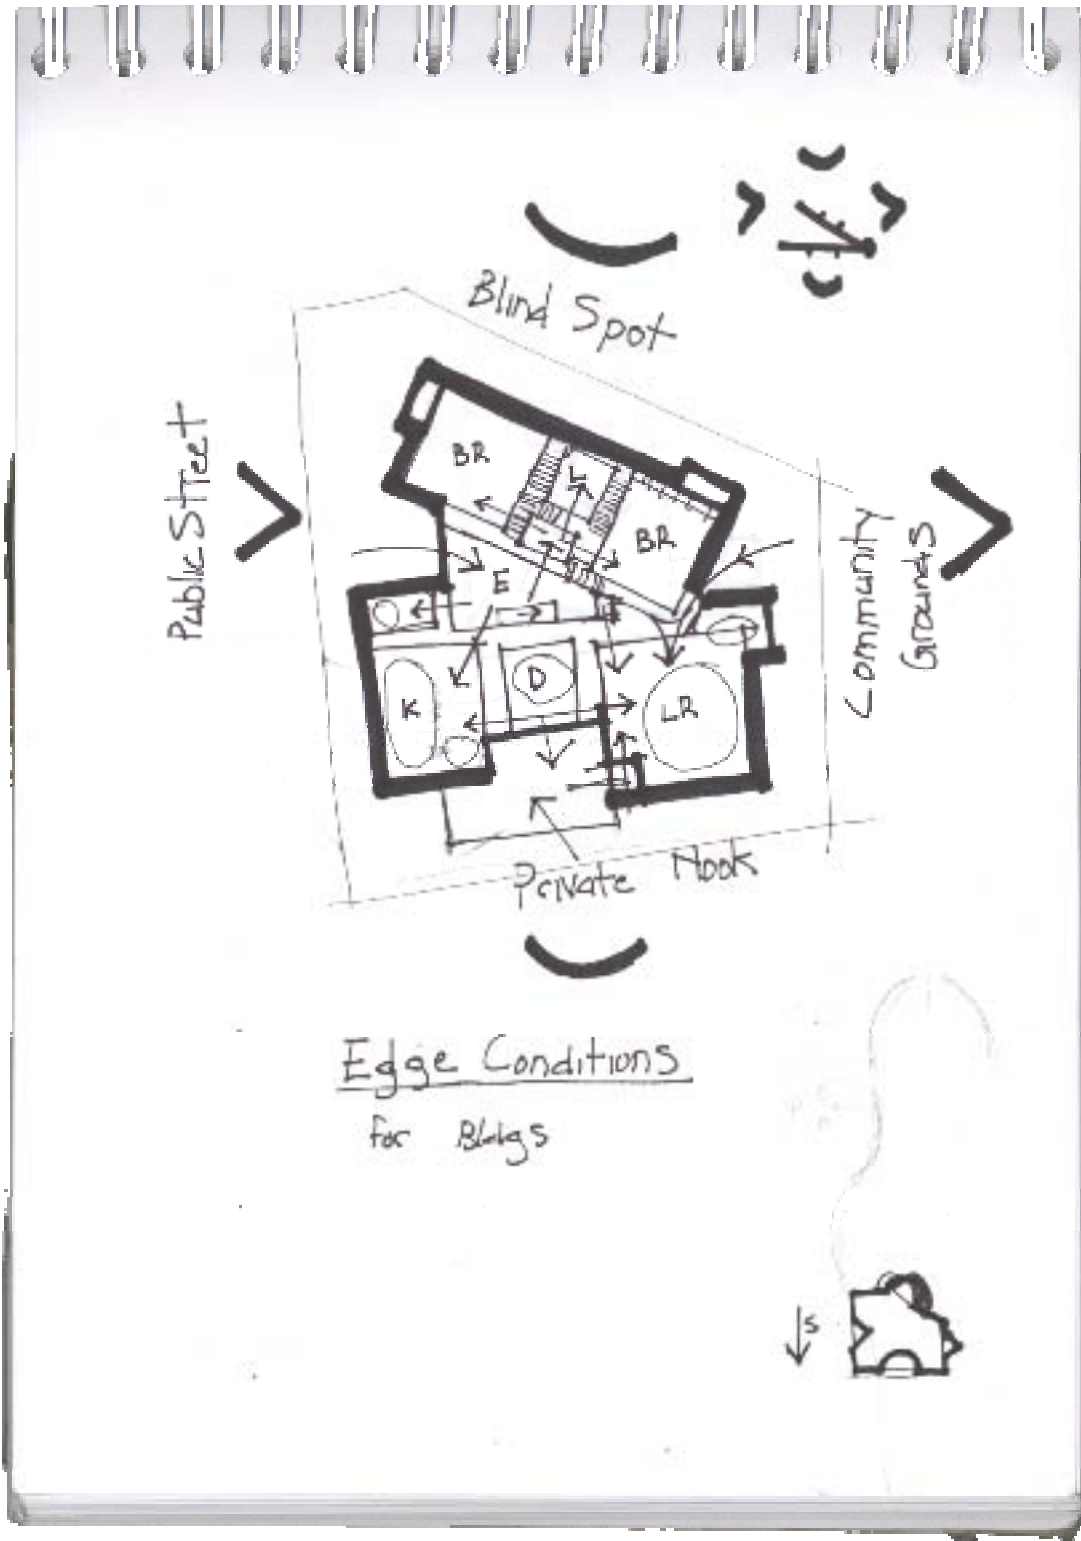 Blind Spot
Public Street
Community
Grounds
BR
BR
E
K
D
LR
Private Nook
Edge Conditions
for Bldgs
S